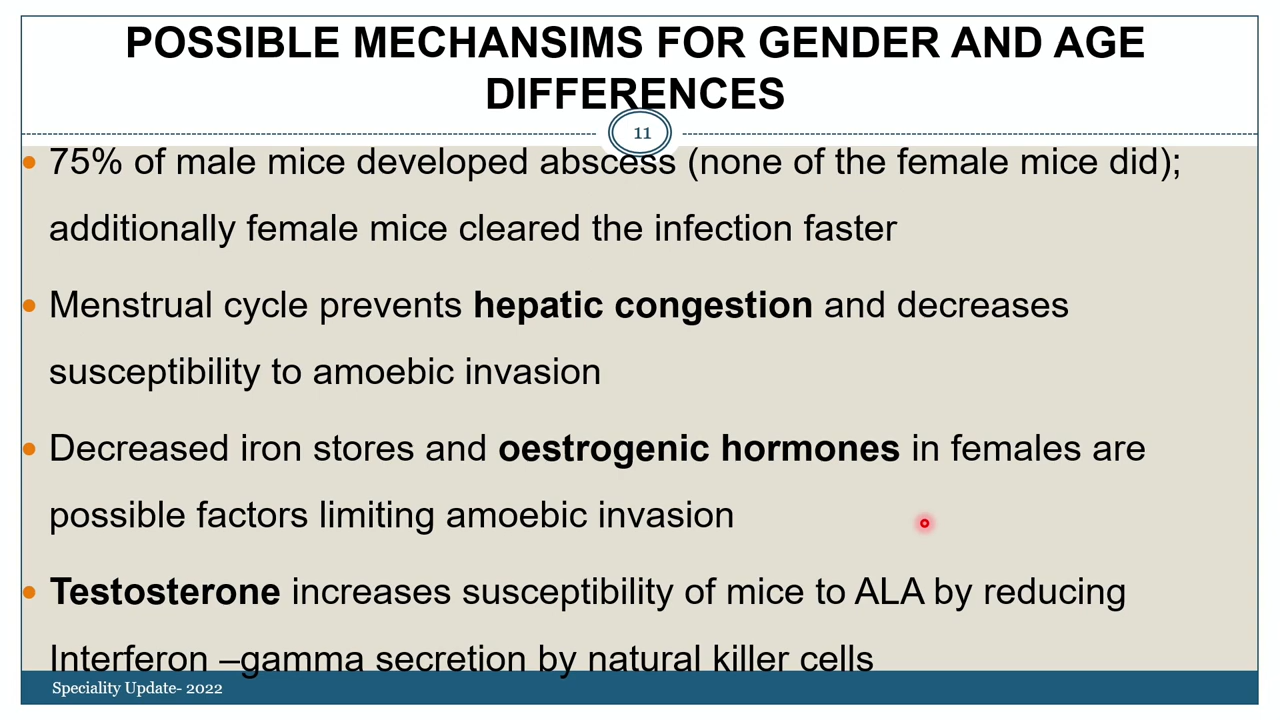 POSSIBLE MECHANSIMS FOR GENDER AND AGE
DIFFERENCES
11
• 75% of male mice developed abscess (none of the female mice did);
additionally female mice cleared the infection faster
• Menstrual cycle prevents hepatic congestion and decreases
susceptibility to amoebic invasion
• Decreased iron stores and oestrogenic hormones in females are
possible factors limiting amoebic invasion
• Testosterone increases susceptibility of mice to ALA by reducing
Interferon –gamma secretion by natural killer cells
Speciality Update- 2022